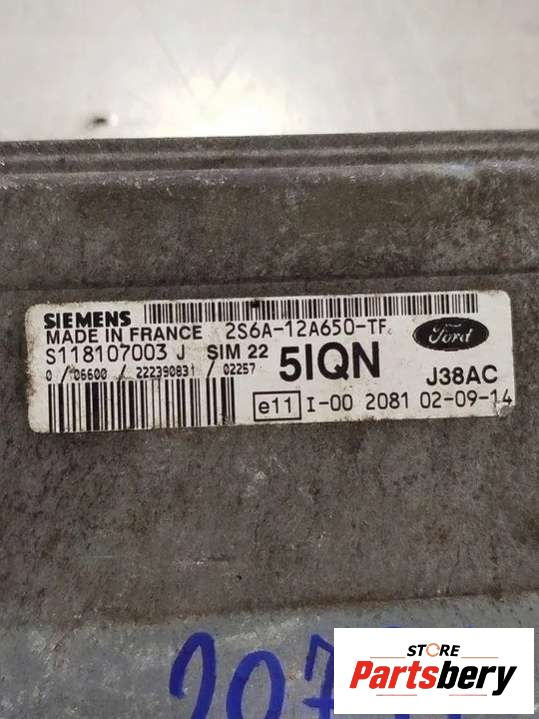 SIEMENS
MADE IN FRANCE 2S6A-12A650-TF
Ford
S118107003 J SIM 22
5IQN
J38AC
0 / 06600 / 222390831 / 02257
e11 I-00 2081 02-09-14
207
STORE
Partsbery